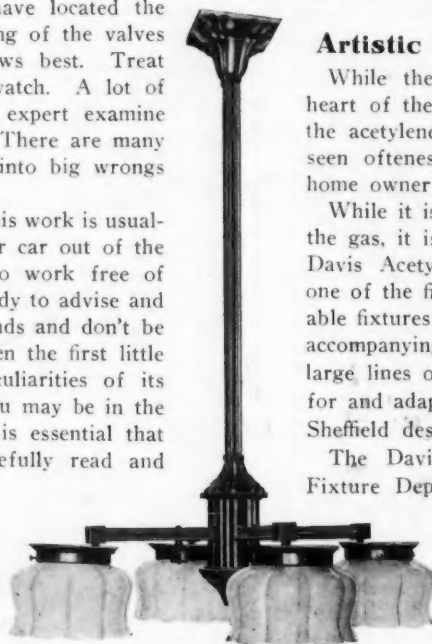 have located the
ng of the valves
ws best. Treat
watch. A lot of
expert examine
There are many
into big wrongs
is work is usual-
r car out of the
o work free of
dy to advise and
nds and don't be
en the first little
uliarities of its
u may be in the
is essential that
efully read and
Artistic
While the
heart of the
the acetylene
seen oftenes
home owner
While it is
the gas, it is
Davis Acety
one of the fi
able fixtures
accompanying
large lines o
for and adap
Sheffield des
The Davi
Fixture Dep